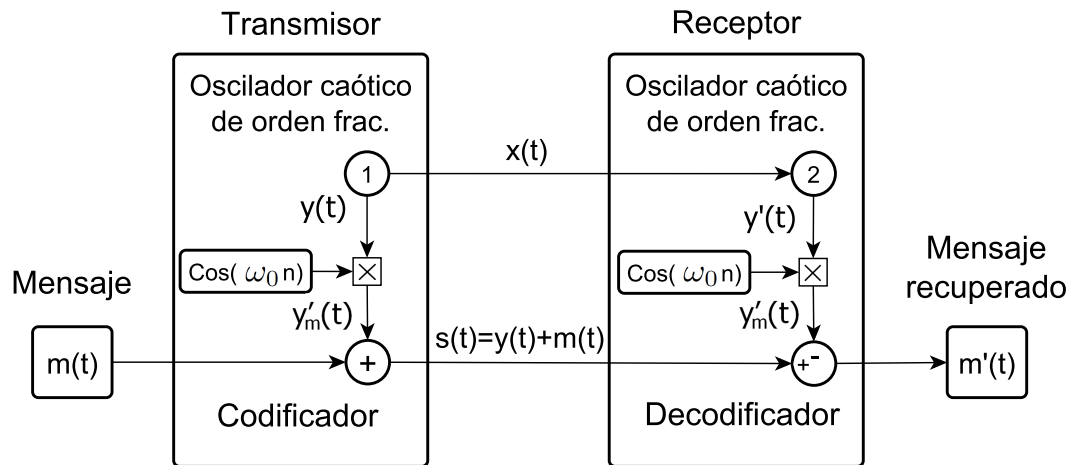 Transmisor
Receptor
Oscilador caótico
de orden frac.
Oscilador caótico
de orden frac.
1
x(t)
2
y(t)
y'(t)
Cos( ω₀ n)
×
Cos( ω₀ n)
×
Mensaje
Mensaje
recuperado
y'ₘ(t)
y'ₘ(t)
m(t)
+
s(t)=y(t)+m(t)
+-
m'(t)
Codificador
Decodificador